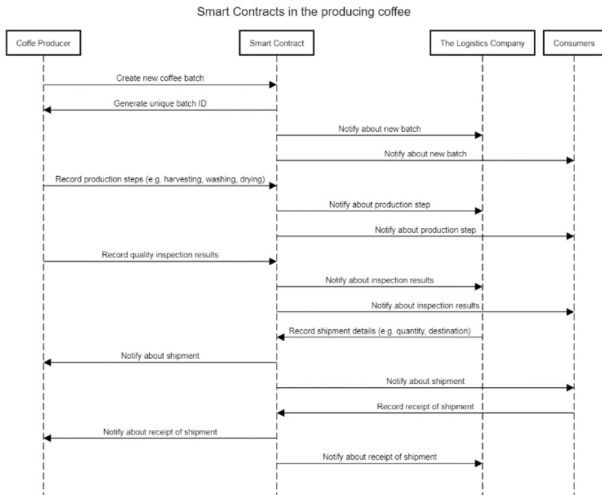 Smart Contracts in the producing coffee
Coffe Producer
Smart Contract
The Logistics Company
Consumers
Create new coffee batch
Generate unique batch ID
Notify about new batch
Notify about new batch
Record production steps (e.g. harvesting, washing, drying)
Notify about production step
Notify about production step
Record quality inspection results
Notify about inspection results
Notify about inspection results
Record shipment details (e.g. quantity, destination)
Notify about shipment
Notify about shipment
Record receipt of shipment
Notify about receipt of shipment
Notify about receipt of shipment